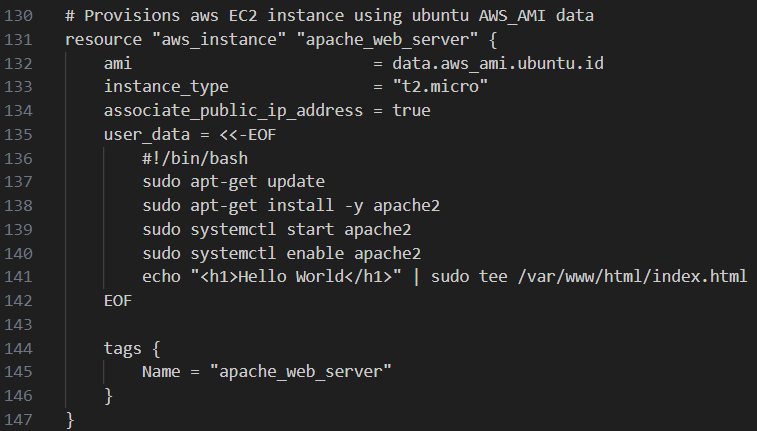 130 # Provisions aws EC2 instance using ubuntu AWS_AMI data
131 resource "aws_instance" "apache_web_server" {
132     ami                         = data.aws_ami.ubuntu.id
133     instance_type               = "t2.micro"
134     associate_public_ip_address = true
135     user_data = <<-EOF
136         #!/bin/bash
137         sudo apt-get update
138         sudo apt-get install -y apache2
139         sudo systemctl start apache2
140         sudo systemctl enable apache2
141         echo "<h1>Hello World</h1>" | sudo tee /var/www/html/index.html
142     EOF
143
144     tags {
145         Name = "apache_web_server"
146     }
147 }